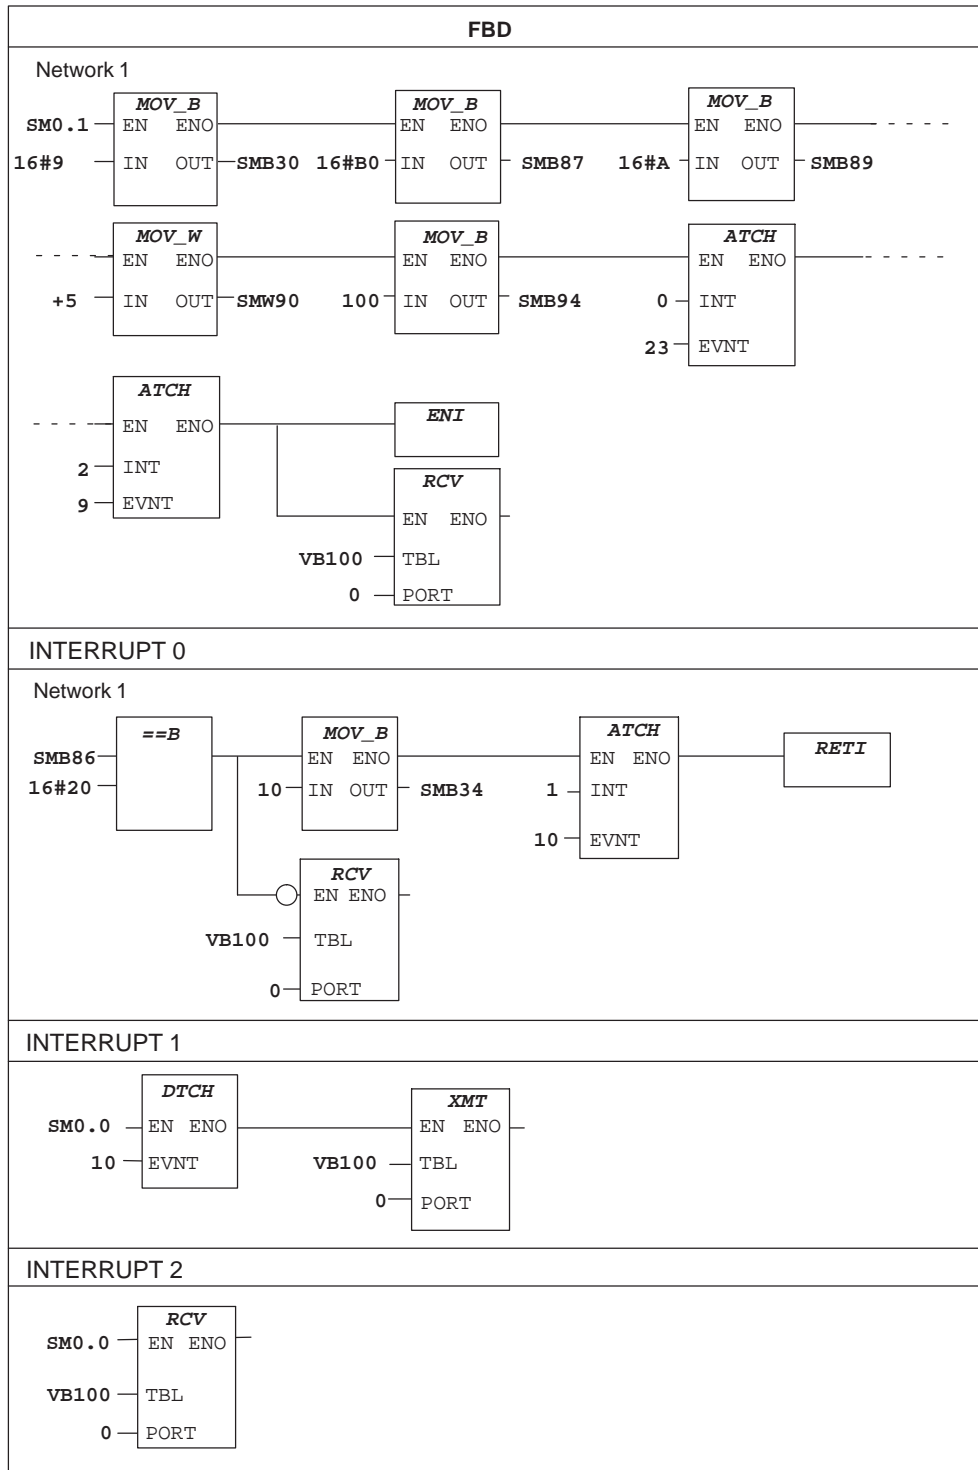 FBD
Network 1
MOV_B MOV_B MOV_B
SM0.1 EN ENO EN ENO EN ENO
16#9 IN OUT SMB30 16#B0 IN OUT SMB87 16#A IN OUT SMB89
MOV_W MOV_B ATCH
EN ENO EN ENO EN ENO
+5 IN OUT SMW90 100 IN OUT SMB94 0 INT
23 EVNT
ATCH
EN ENO ENI
2 INT
RCV
9 EVNT
EN ENO
VB100 TBL
0 PORT
INTERRUPT 0
Network 1
==B MOV_B ATCH RETI
SMB86 EN ENO EN ENO
16#20 10 IN OUT SMB34 1 INT
10 EVNT
RCV
EN ENO
VB100 TBL
0 PORT
INTERRUPT 1
DTCH XMT
SM0.0 EN ENO EN ENO
10 EVNT VB100 TBL
0 PORT
INTERRUPT 2
RCV
SM0.0 EN ENO
VB100 TBL
0 PORT